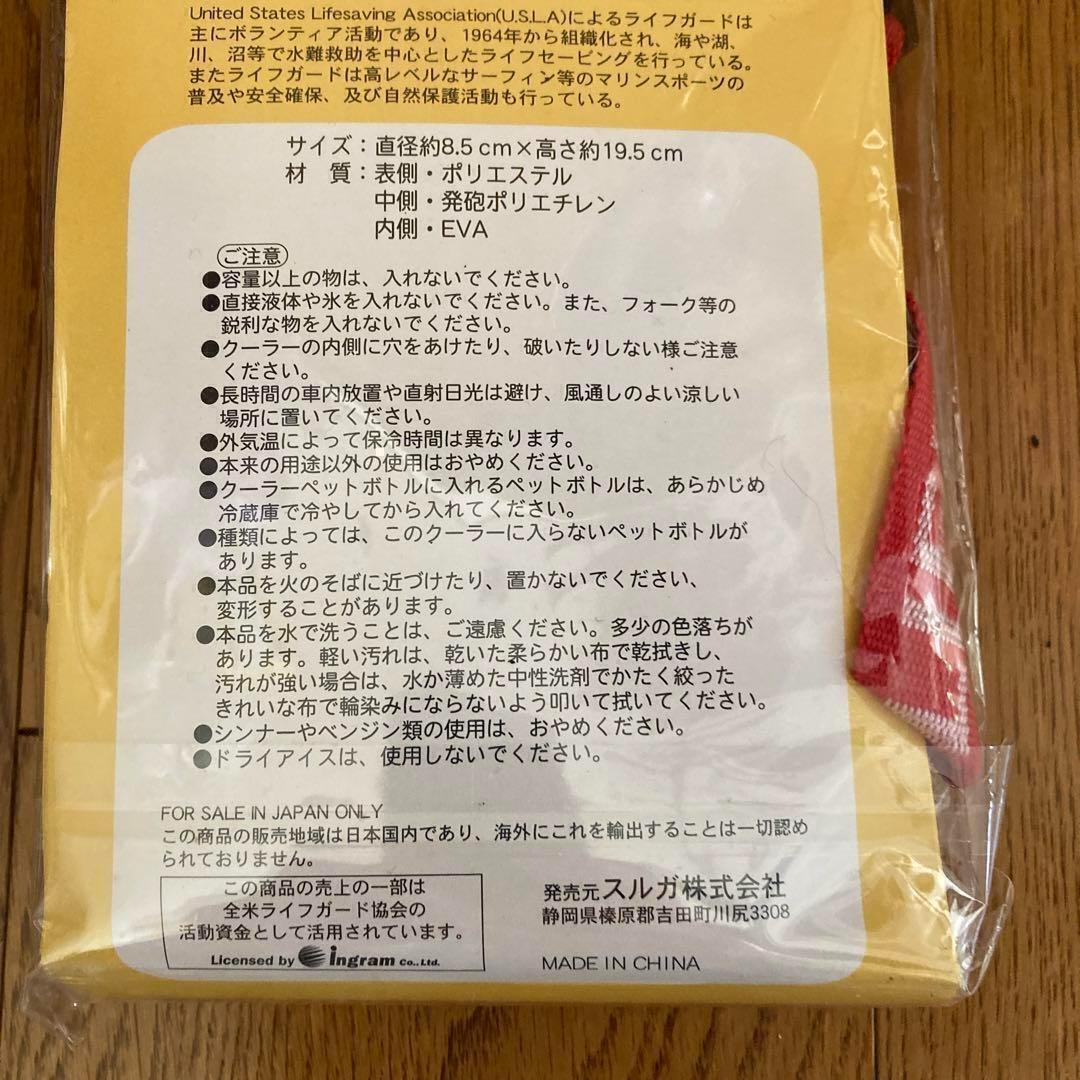 United States Lifesaving Association(U.S.L.A)によるライフガードは
主にボランティア活動であり、1964年から組織化され、海や湖、
川、沼等で水難救助を中心としたライフセービングを行っている。
またライフガードは高レベルなサーフィン等のマリンスポーツの
普及や安全確保、及び自然保護活動も行っている。
サイズ：直径約8.5cm×高さ約19.5cm
材　質：表側・ポリエステル
中側・発砲ポリエチレン
内側・EVA
ご注意
●容量以上の物は、入れないでください。
●直接液体や氷を入れないでください。また、フォーク等の
鋭利な物を入れないでください。
●クーラーの内側に穴をあけたり、破いたりしない様ご注意
ください。
●長時間の車内放置や直射日光は避け、風通しのよい涼しい
場所に置いてください。
●外気温によって保冷時間は異なります。
●本来の用途以外の使用はおやめください。
●クーラーペットボトルに入れるペットボトルは、あらかじめ
冷蔵庫で冷やしてから入れてください。
●種類によっては、このクーラーに入らないペットボトルが
あります。
●本品を火のそばに近づけたり、置かないでください、
変形することがあります。
●本品を水で洗うことは、ご遠慮ください。多少の色落ちが
あります。軽い汚れは、乾いた柔らかい布で乾拭きし、
汚れが強い場合は、水か薄めた中性洗剤でかたく絞った
きれいな布で輪染みにならないよう叩いて拭いてください。
●シンナーやベンジン類の使用は、おやめください。
●ドライアイスは、使用しないでください。
FOR SALE IN JAPAN ONLY
この商品の販売地域は日本国内であり、海外にこれを輸出することは一切認め
られておりません。
この商品の売上の一部は
全米ライフガード協会の
活動資金として活用されています。
Licensed by ingram Co.,Ltd.
発売元 スルガ株式会社
静岡県榛原郡吉田町川尻3308
MADE IN CHINA